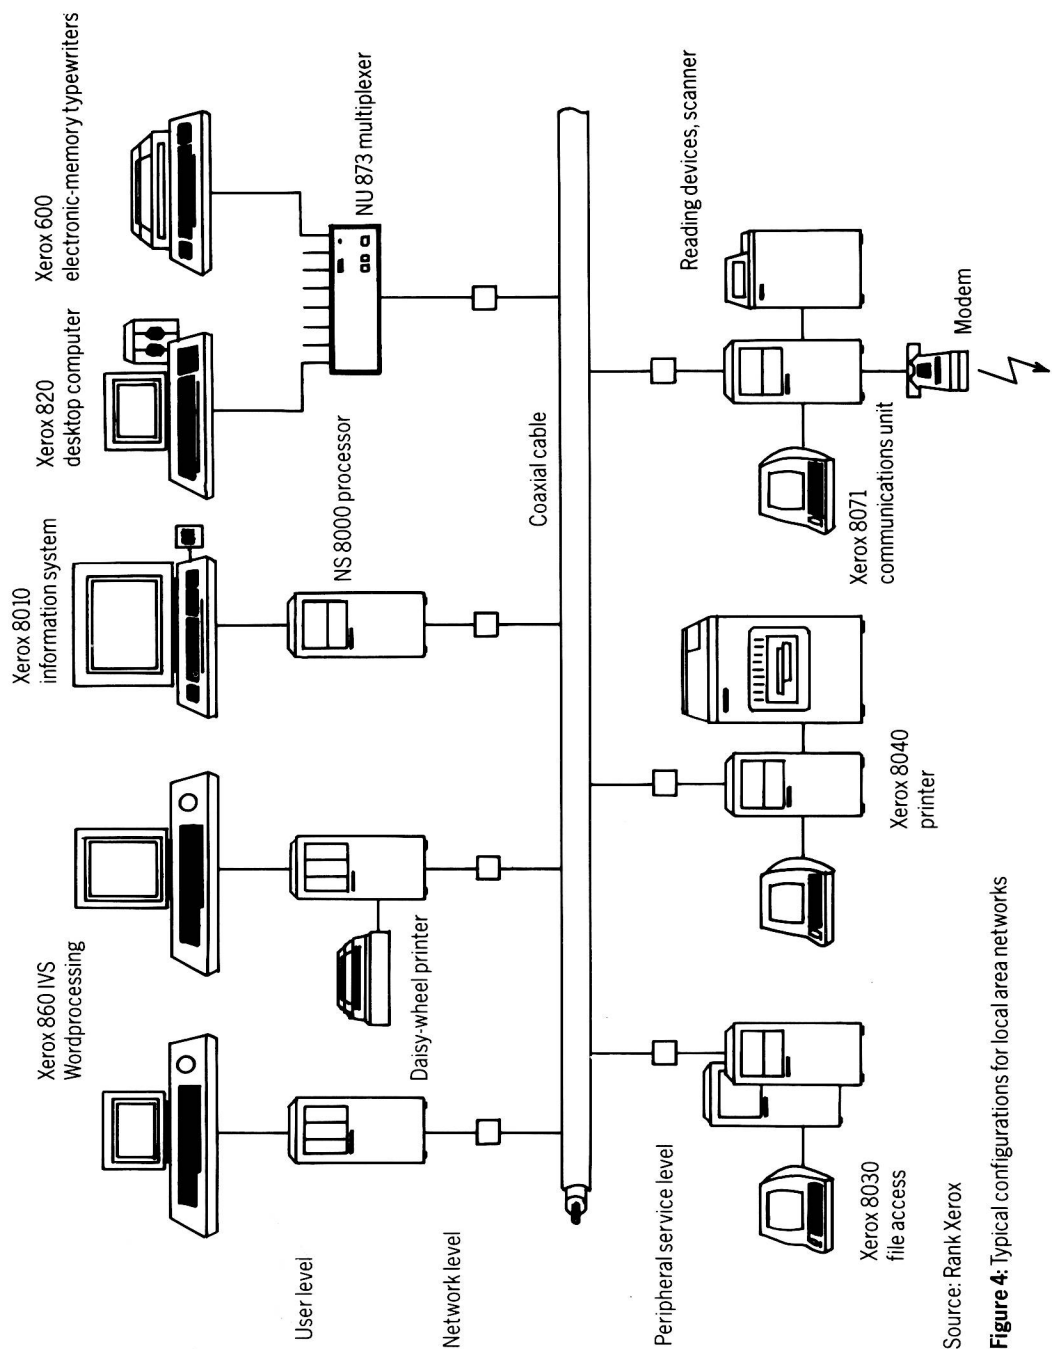 Xerox 860 IVS
Wordprocessing
Xerox 8010
information system
Xerox 820
desktop computer
Xerox 600
electronic-memory typewriters
User level
Daisy-wheel printer
NS 8000 processor
NU 873 multiplexer
Network level
Coaxial cable
Peripheral service level
Reading devices, scanner
Xerox 8030
file access
Xerox 8040
printer
Xerox 8071
communications unit
Modem
Source: Rank Xerox
Figure 4: Typical configurations for local area networks